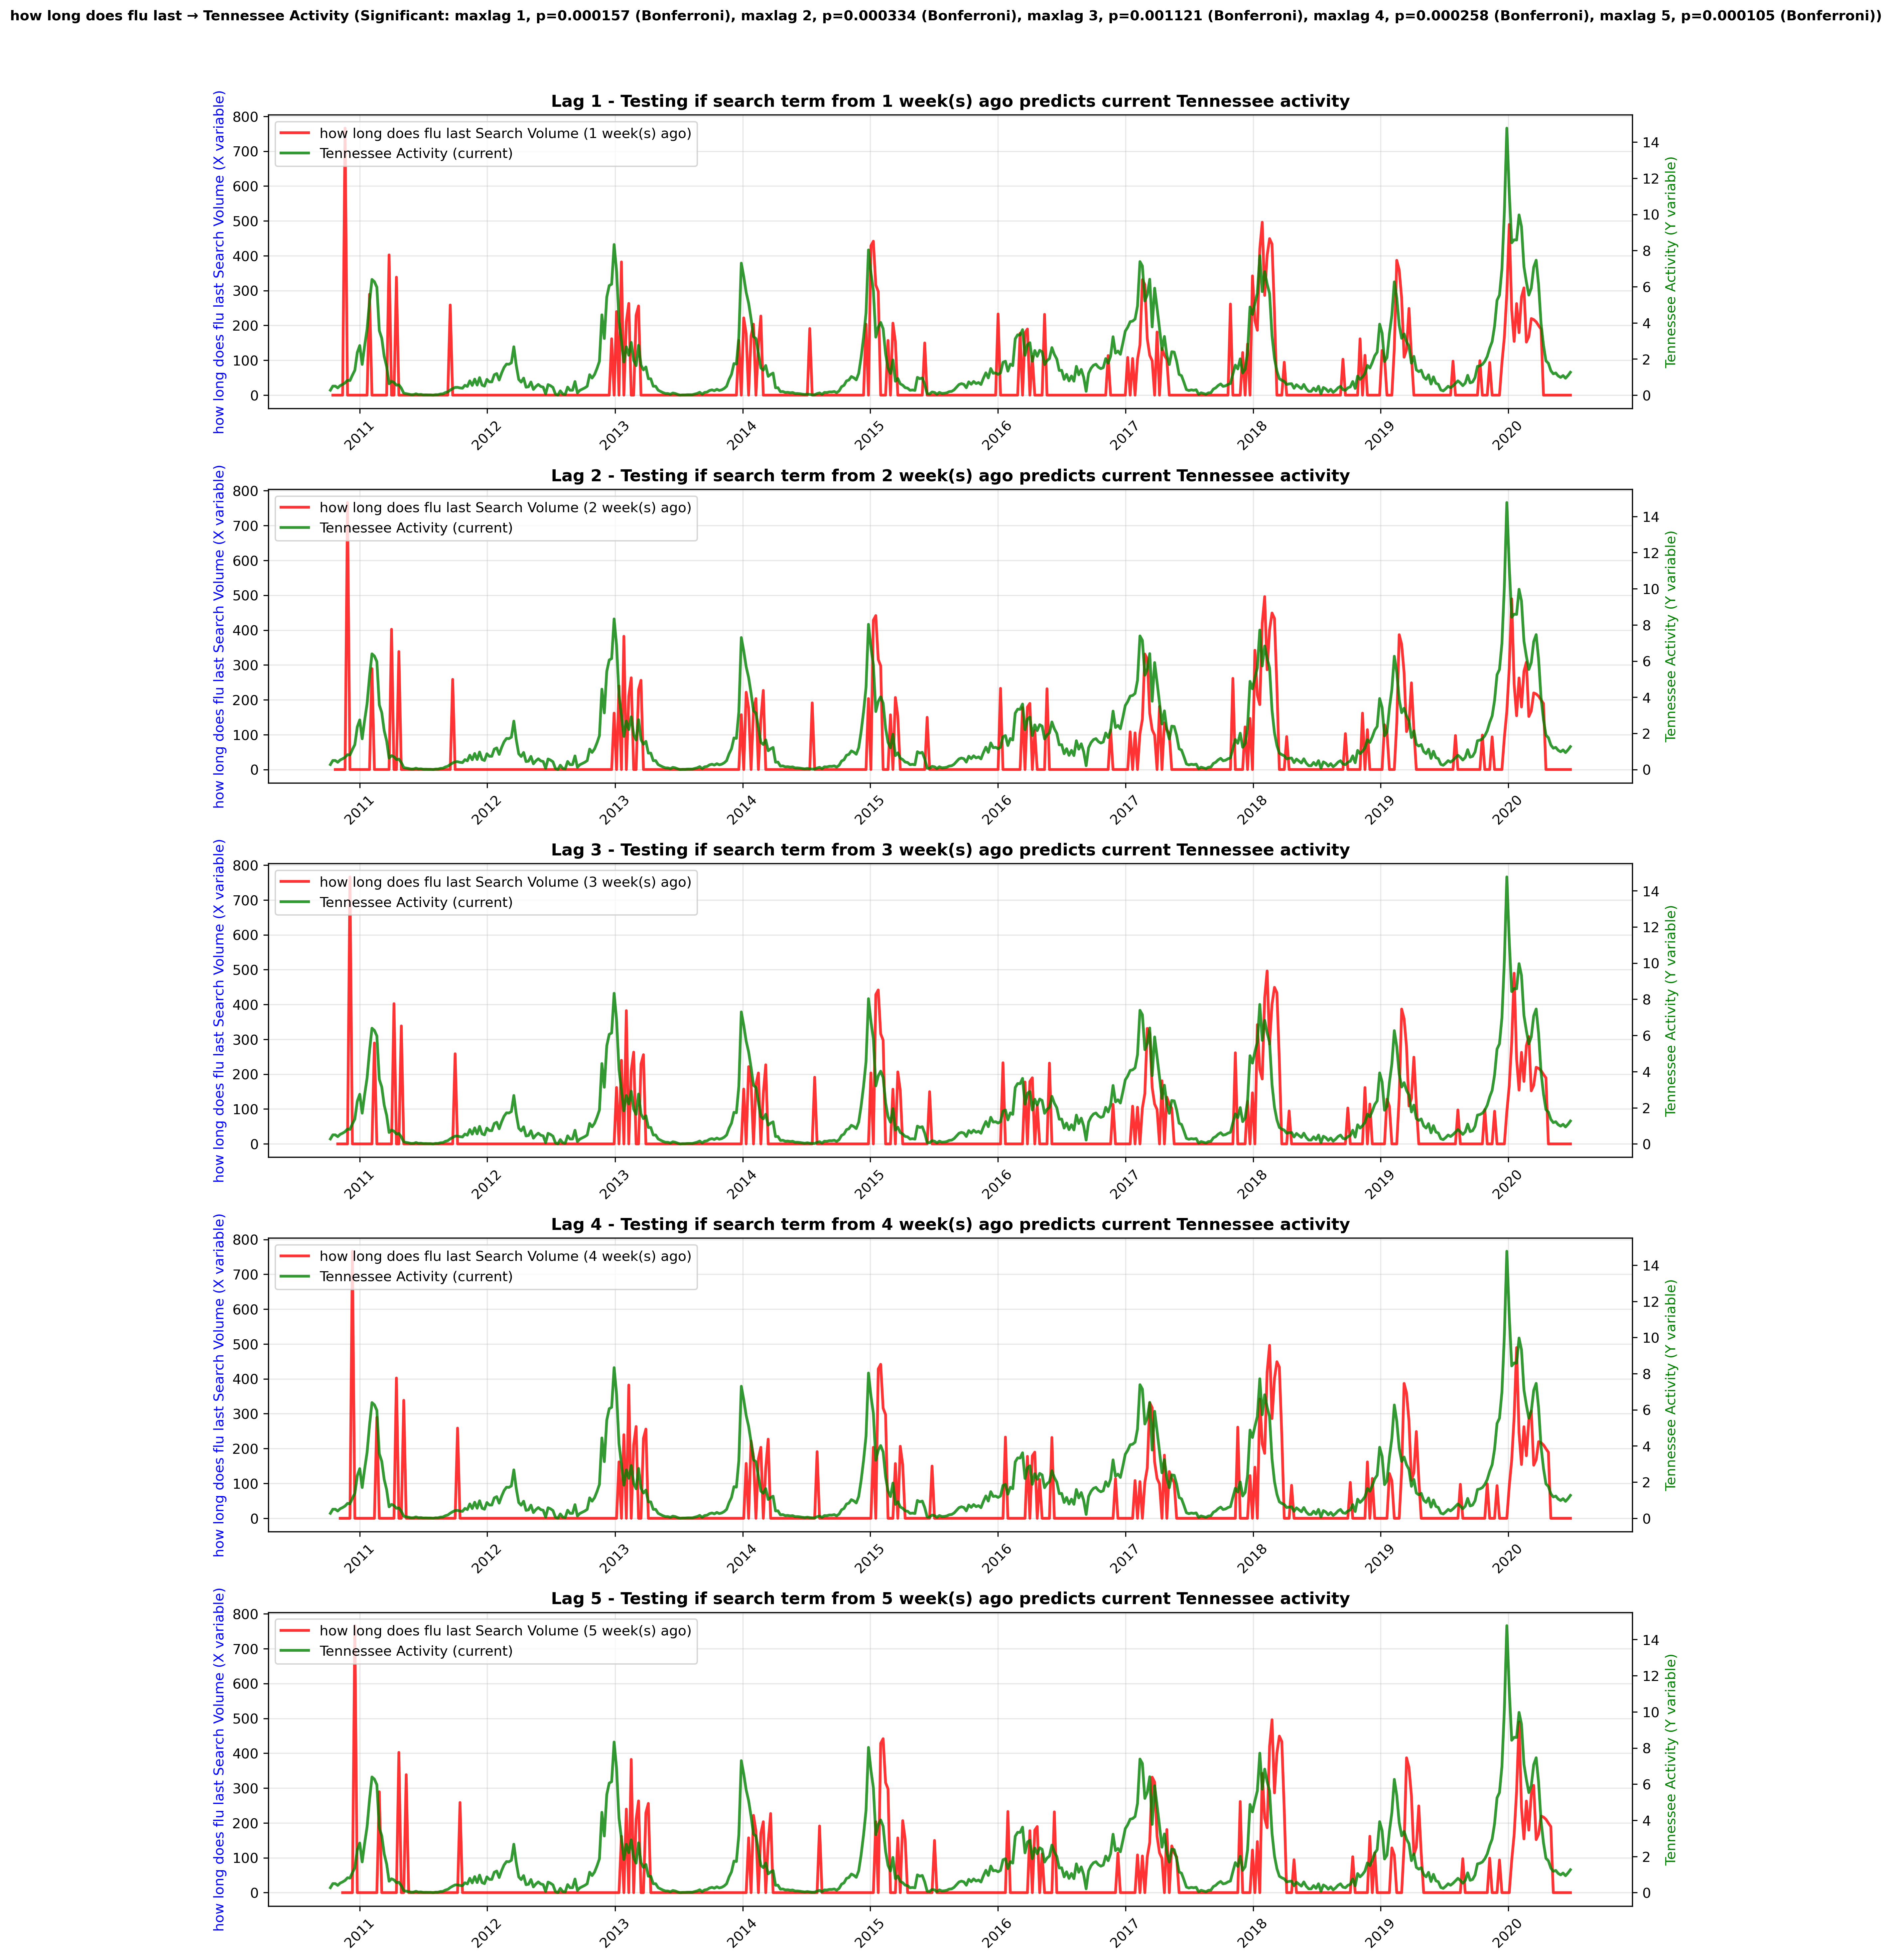 how long does flu last → Tennessee Activity (Significant: maxlag 1, p=0.000157 (Bonferroni), maxlag 2, p=0.000334 (Bonferroni), maxlag 3, p=0.001121 (Bonferroni), maxlag 4, p=0.000258 (Bonferroni), maxlag 5, p=0.000105 (Bonferroni))
Lag 1 - Testing if search term from 1 week(s) ago predicts current Tennessee activity
how long does flu last Search Volume (X variable)
800
700
600
500
400
300
200
100
0
how long does flu last Search Volume (1 week(s) ago)
Tennessee Activity (current)
14
12
10
8
6
4
2
0
Tennessee Activity (Y variable)
2011 2012 2013 2014 2015 2016 2017 2018 2019 2020
Lag 2 - Testing if search term from 2 week(s) ago predicts current Tennessee activity
how long does flu last Search Volume (X variable)
800
700
600
500
400
300
200
100
0
how long does flu last Search Volume (2 week(s) ago)
Tennessee Activity (current)
14
12
10
8
6
4
2
0
Tennessee Activity (Y variable)
2011 2012 2013 2014 2015 2016 2017 2018 2019 2020
Lag 3 - Testing if search term from 3 week(s) ago predicts current Tennessee activity
how long does flu last Search Volume (X variable)
800
700
600
500
400
300
200
100
0
how long does flu last Search Volume (3 week(s) ago)
Tennessee Activity (current)
14
12
10
8
6
4
2
0
Tennessee Activity (Y variable)
2011 2012 2013 2014 2015 2016 2017 2018 2019 2020
Lag 4 - Testing if search term from 4 week(s) ago predicts current Tennessee activity
how long does flu last Search Volume (X variable)
800
700
600
500
400
300
200
100
0
how long does flu last Search Volume (4 week(s) ago)
Tennessee Activity (current)
14
12
10
8
6
4
2
0
Tennessee Activity (Y variable)
2011 2012 2013 2014 2015 2016 2017 2018 2019 2020
Lag 5 - Testing if search term from 5 week(s) ago predicts current Tennessee activity
how long does flu last Search Volume (X variable)
800
700
600
500
400
300
200
100
0
how long does flu last Search Volume (5 week(s) ago)
Tennessee Activity (current)
14
12
10
8
6
4
2
0
Tennessee Activity (Y variable)
2011 2012 2013 2014 2015 2016 2017 2018 2019 2020